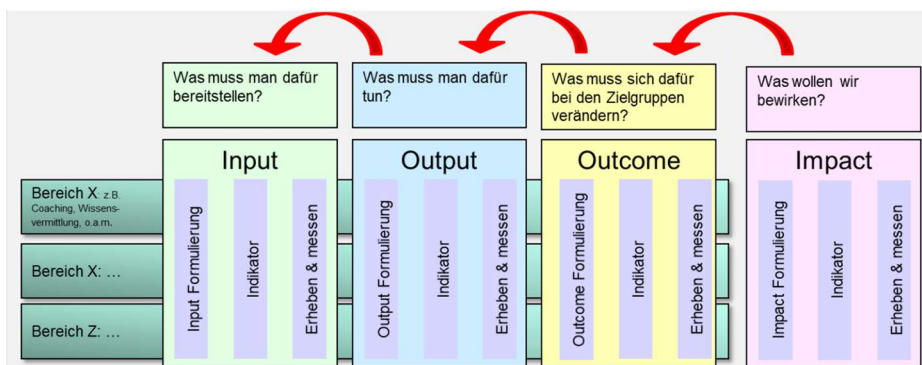 Was muss man dafür
bereitstellen?
Was muss man dafür
tun?
Was muss sich dafür
bei den Zielgruppen
verändern?
Was wollen wir
bewirken?
Input
Output
Outcome
Impact
Bereich X: z.B.
Coaching, Wissens-
vermittlung, o.a.m.
Bereich X: …
Bereich Z: …
Input Formulierung
Indikator
Erheben & messen
Output Formulierung
Indikator
Erheben & messen
Outcome Formulierung
Indikator
Erheben & messen
Impact Formulierung
Indikator
Erheben & messen